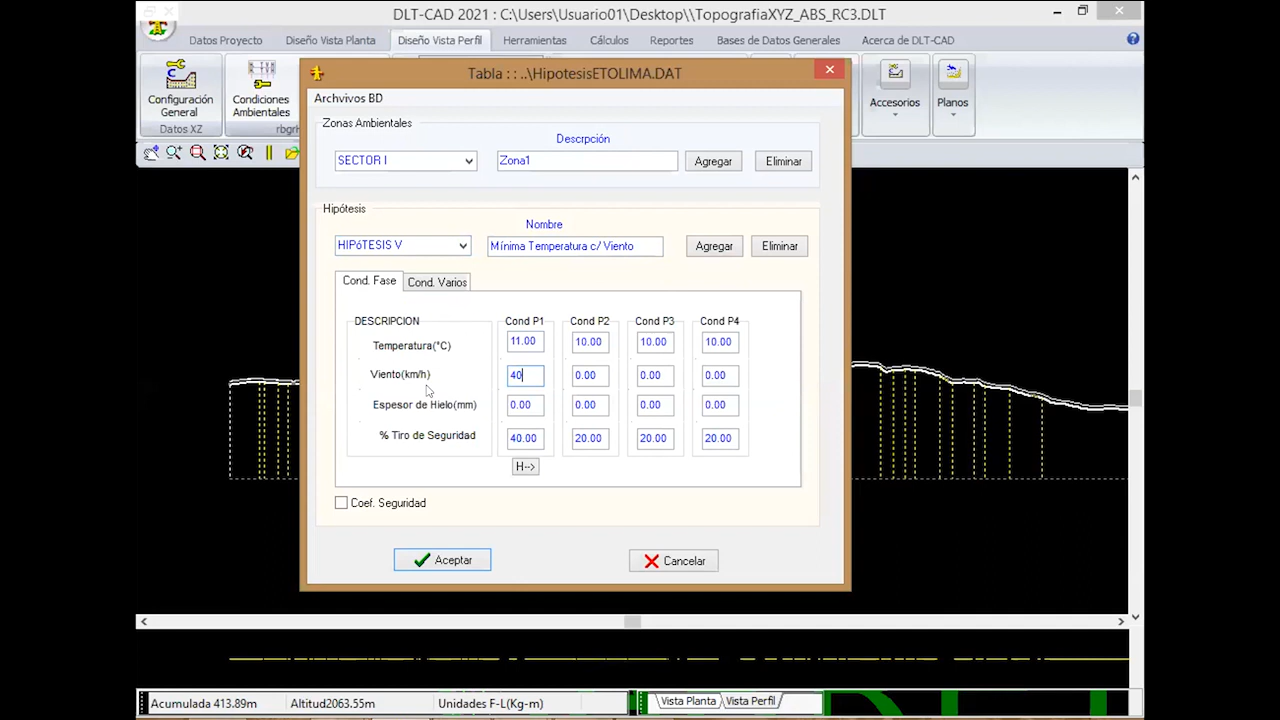 DLT-CAD 2021 : C:\Users\Usuario01\Desktop\\TopografiaXYZ_ABS_RC3.DLT
Datos Proyecto
Diseño Vista Planta
Diseño Vista Perfil
Herramientas
Cálculos
Reportes
Bases de Datos Generales
Acerca de DLT-CAD
Configuración
General
Datos XZ
Condiciones
Ambientales
Accesorios
Planos
Tabla : : ..\HipotesisETOLIMA.DAT
Archvivos BD
Zonas Ambientales
Descrpción
SECTOR I
Zona1
Agregar
Eliminar
Hipótesis
Nombre
HIPóTESIS V
Mínima Temperatura c/ Viento
Agregar
Eliminar
Cond. Fase
Cond. Varios
DESCRIPCION Cond P1 Cond P2 Cond P3 Cond P4
Temperatura(°C) 11.00 10.00 10.00 10.00
Viento(km/h) 40 0.00 0.00 0.00
Espesor de Hielo(mm) 0.00 0.00 0.00 0.00
% Tiro de Seguridad 40.00 20.00 20.00 20.00
H-->
Coef. Seguridad
Aceptar
Cancelar
Acumulada 413.89m
Altitud2063.55m
Unidades F-L(Kg-m)
Vista Planta
Vista Perfil